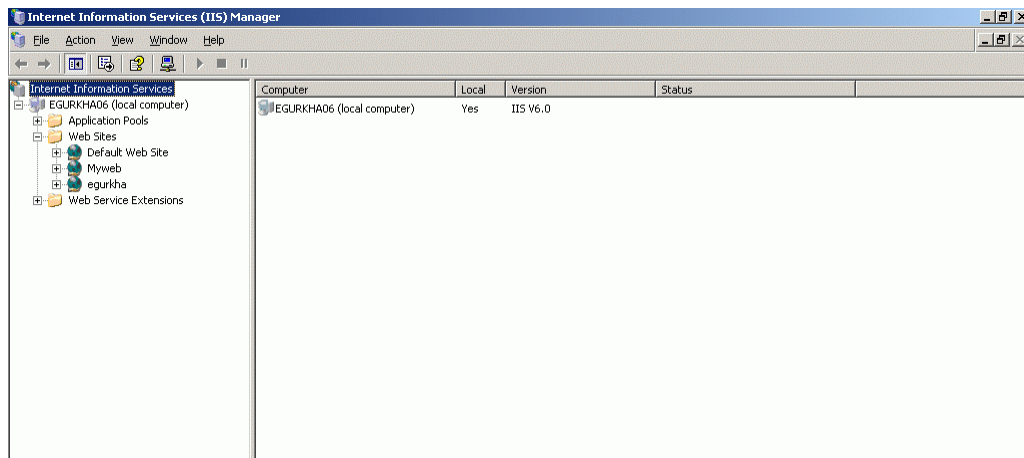 Internet Information Services (IIS) Manager
File Action View Window Help
Internet Information Services
EGURKHA06 (local computer)
Application Pools
Web Sites
Default Web Site
Myweb
egurkha
Web Service Extensions
Computer Local Version Status
EGURKHA06 (local computer) Yes IIS V6.0